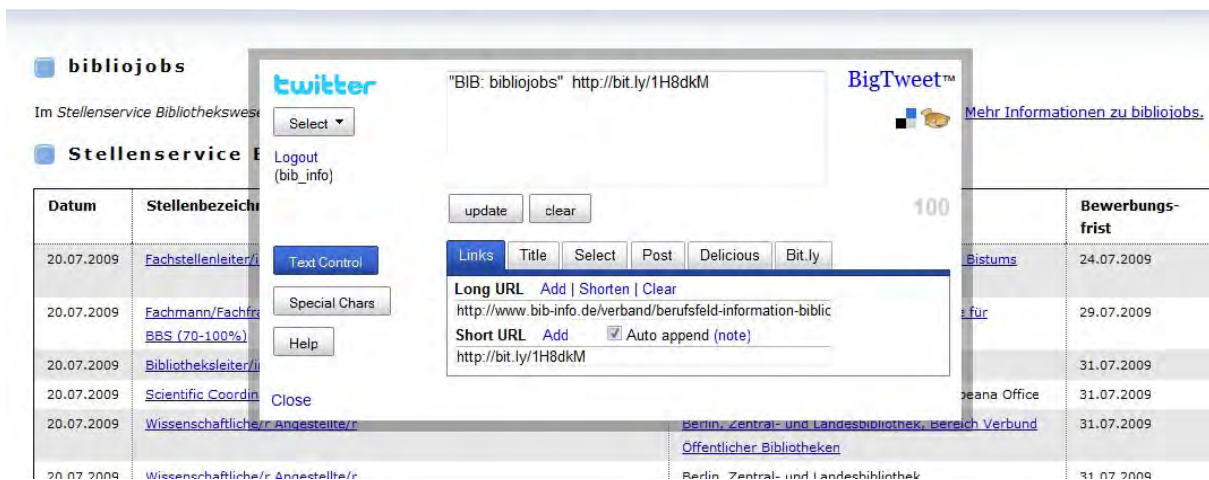 bibliojobs
Im Stellenservice Bibliothekswese
Mehr Informationen zu bibliojobs.
Stellenservice
twitter
Select
Logout
(bib_info)
"BIB: bibliojobs" http://bit.ly/1H8dkM
BigTweet™
update clear
100
Text Control
Special Chars
Help
Close
Links Title Select Post Delicious Bit.ly
Long URL Add | Shorten | Clear
http://www.bib-info.de/verband/berufsfeld-information-biblic
Short URL Add Auto append (note)
http://bit.ly/1H8dkM
Datum Stellenbezeich Bewerbungs-
frist
20.07.2009 Fachstellenleiter/i Bistums 24.07.2009
20.07.2009 Fachmann/Fachfra für 29.07.2009
BBS (70-100%)
20.07.2009 Bibliotheksleiter/i 31.07.2009
20.07.2009 Scientific Coordin peana Office 31.07.2009
20.07.2009 Wissenschaftliche/r Angestellte/r Berlin, Zentral- und Landesbibliothek, Bereich Verbund 31.07.2009
Öffentlicher Bibliotheken
20.07.2009 Wissenschaftliche/r Angestellte/r Berlin, Zentral- und Landesbibliothek 31.07.2009